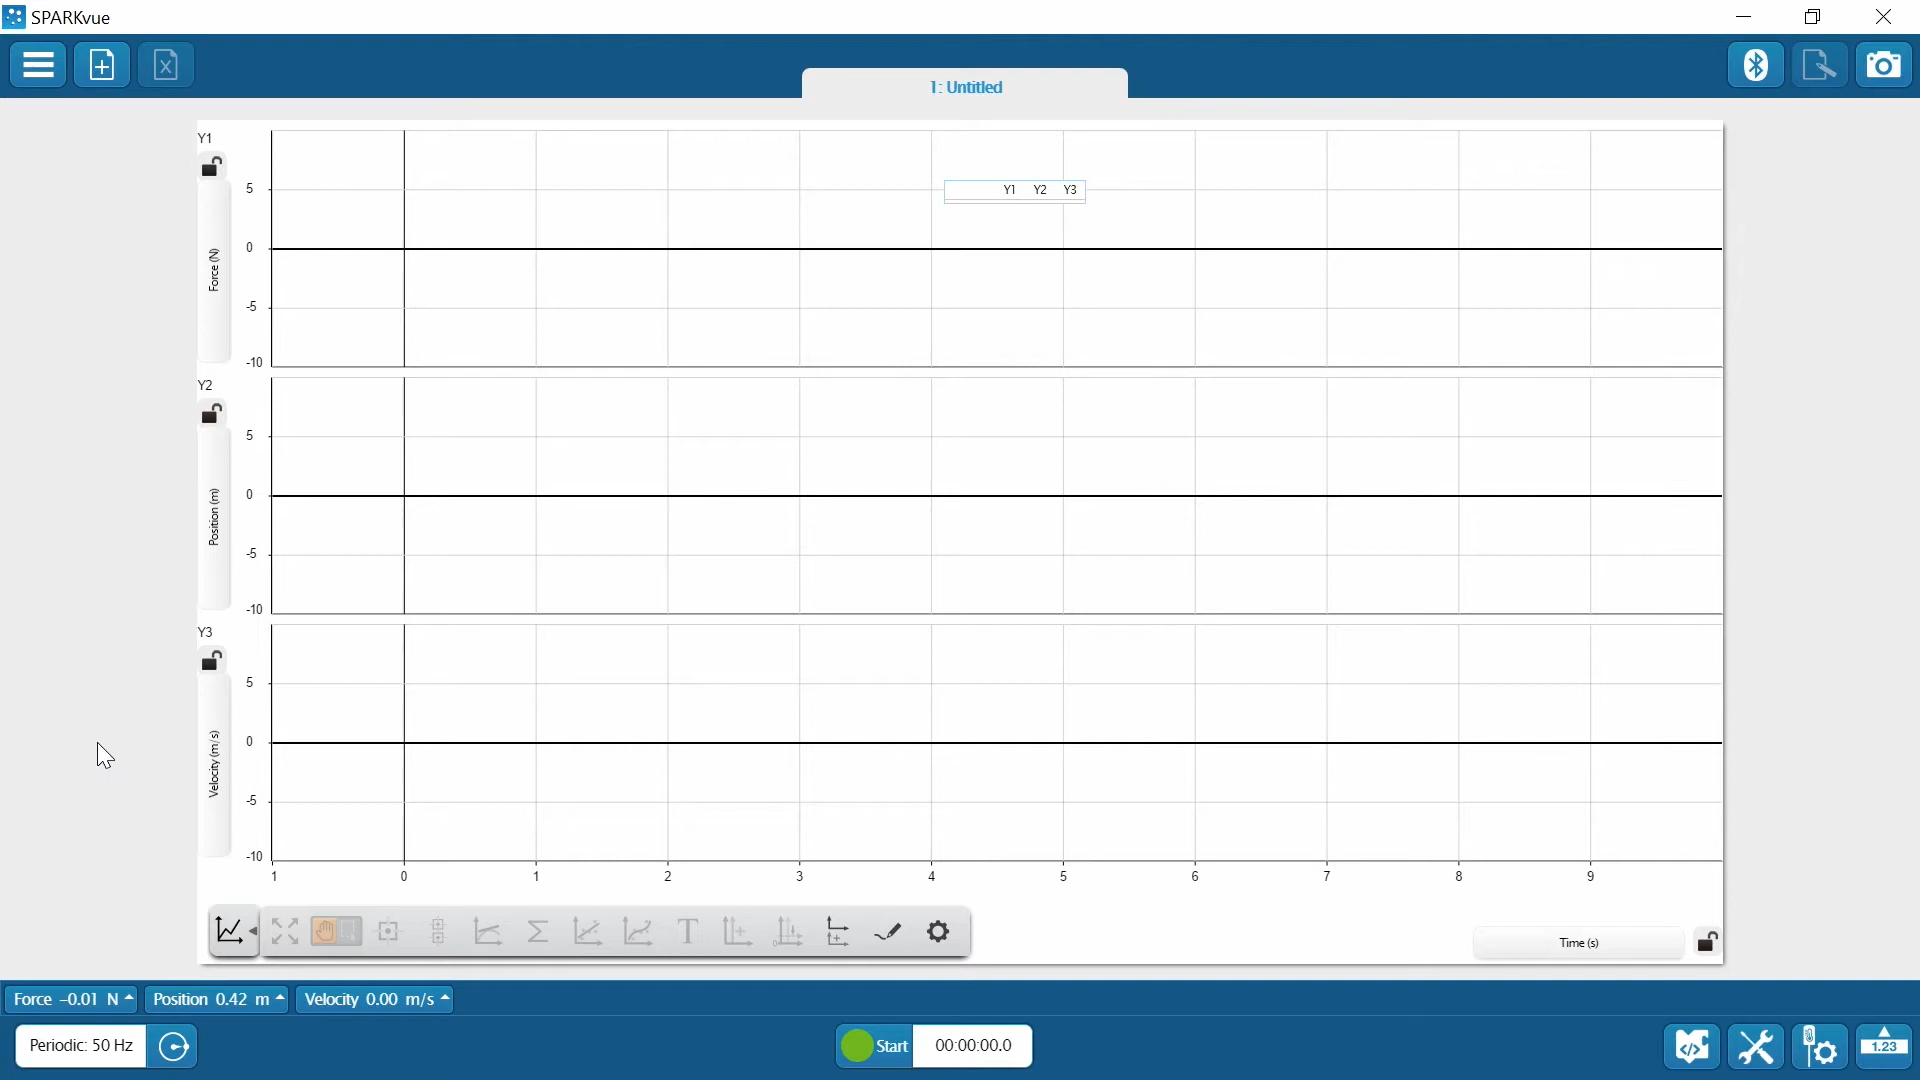 SPARKvue
1: Untitled
Y1
5
0
-5
-10
Force (N)
Y1 Y2 Y3
Y2
5
0
-5
-10
Position (m)
Y3
5
0
-5
-10
Velocity (m/s)
1 0 1 2 3 4 5 6 7 8 9
T
Time (s)
Force -0.01 N Position 0.42 m Velocity 0.00 m/s
Periodic: 50 Hz
Start 00:00:00.0
1.23